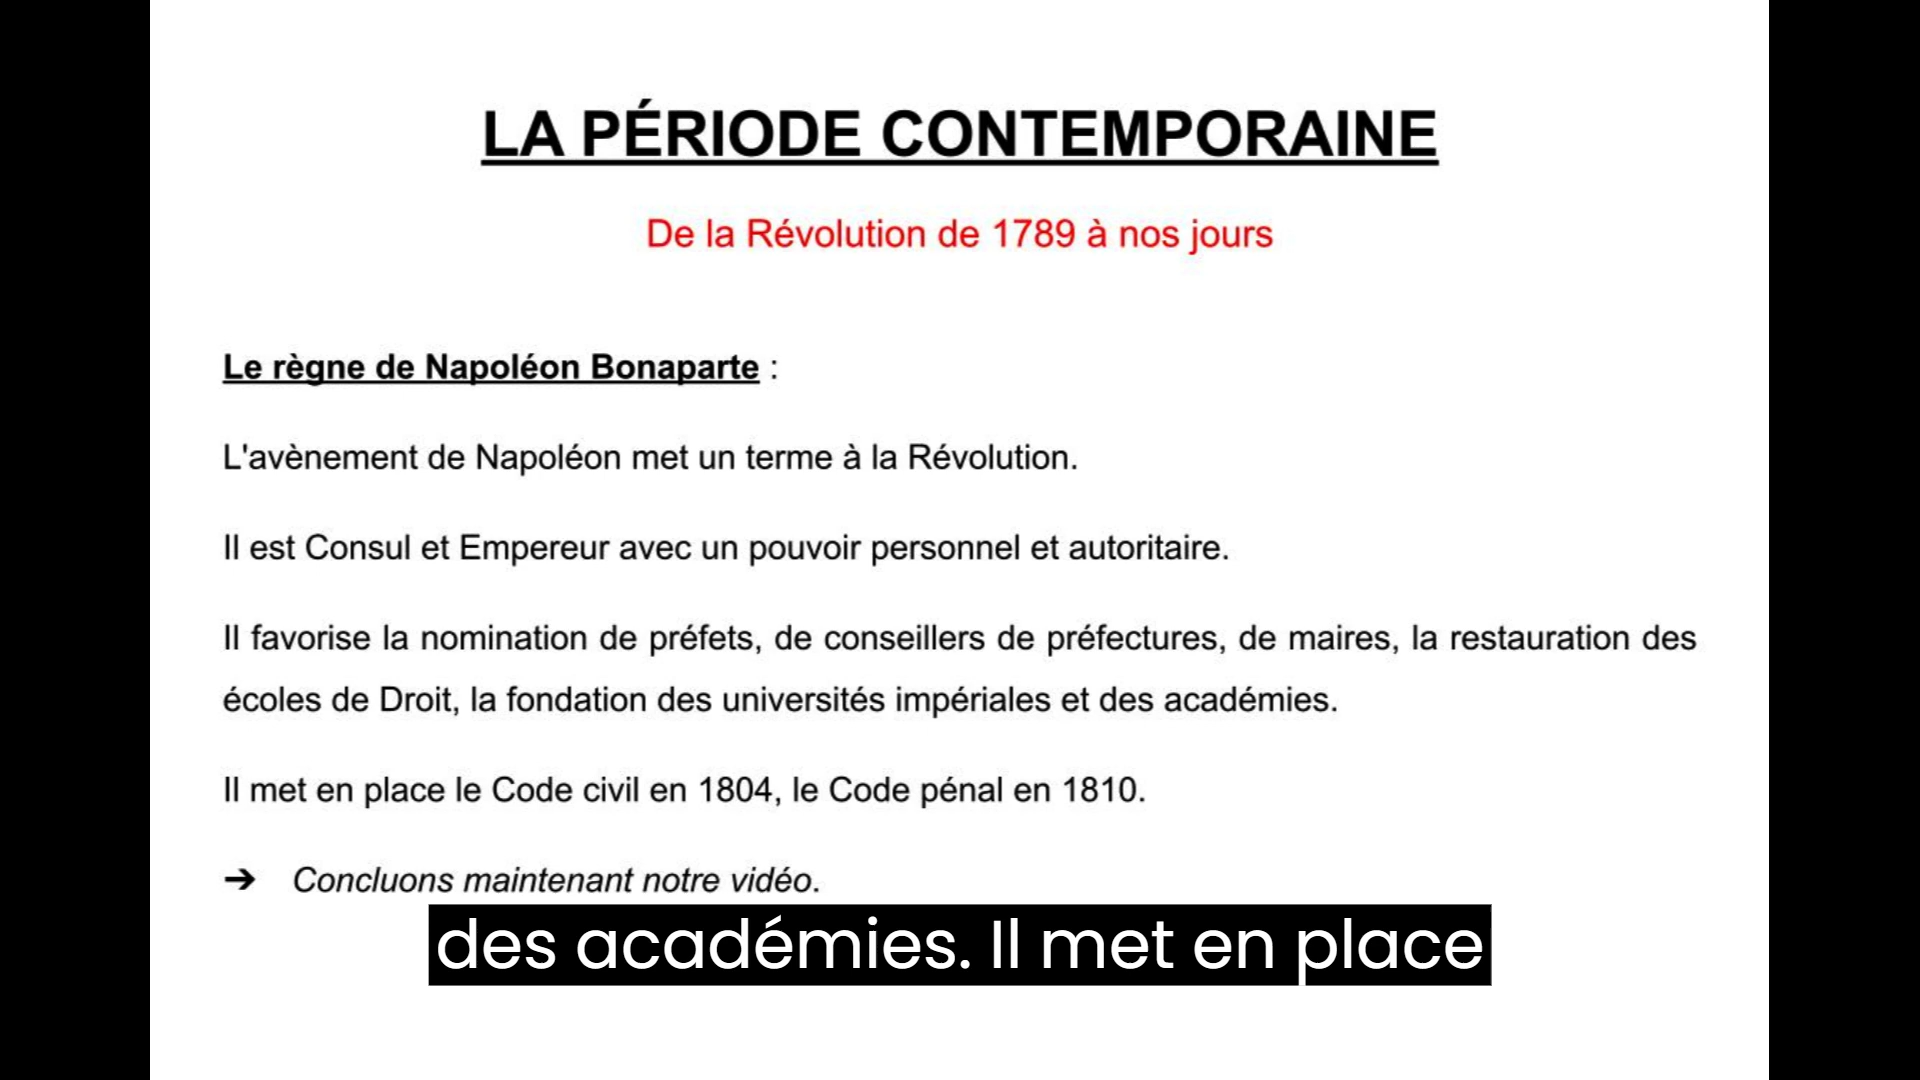 LA PÉRIODE CONTEMPORAINE
De la Révolution de 1789 à nos jours
Le règne de Napoléon Bonaparte :
L'avènement de Napoléon met un terme à la Révolution.
Il est Consul et Empereur avec un pouvoir personnel et autoritaire.
Il favorise la nomination de préfets, de conseillers de préfectures, de maires, la restauration des
écoles de Droit, la fondation des universités impériales et des académies.
Il met en place le Code civil en 1804, le Code pénal en 1810.
➔ Concluons maintenant notre vidéo.
des académies. Il met en place